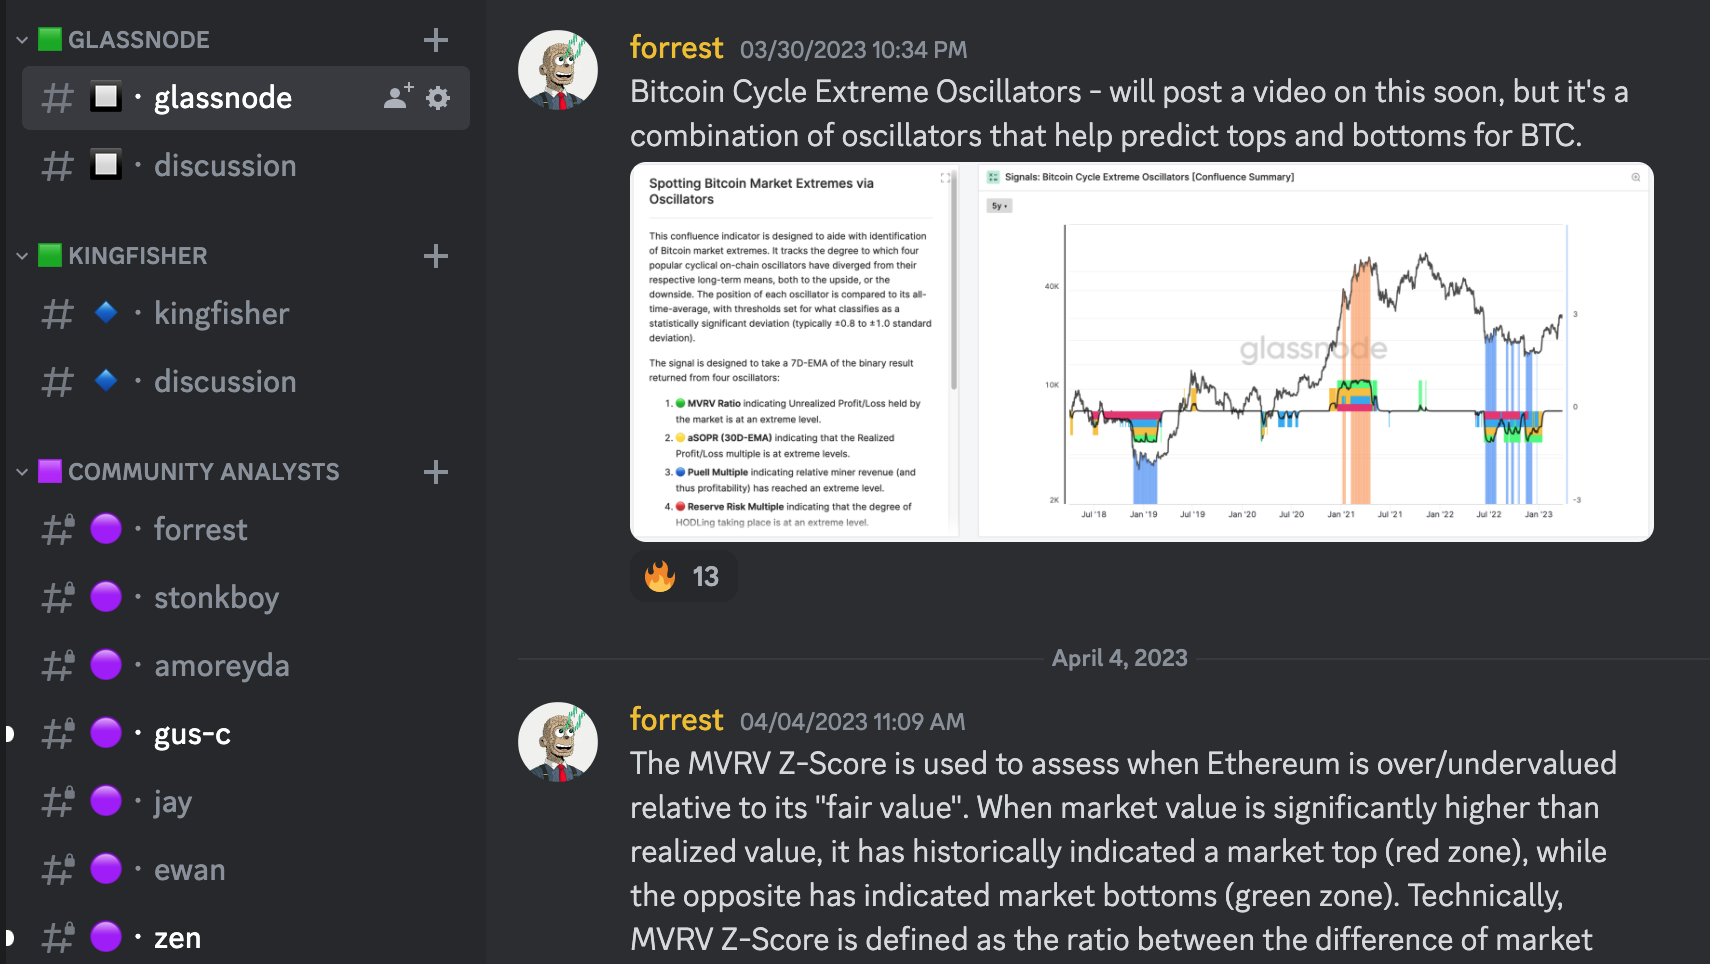 GLASSNODE
glassnode
discussion
KINGFISHER
kingfisher
discussion
COMMUNITY ANALYSTS
forrest
stonkboy
amoreyda
gus-c
jay
ewan
zen
forrest 03/30/2023 10:34 PM
Bitcoin Cycle Extreme Oscillators - will post a video on this soon, but it's a
combination of oscillators that help predict tops and bottoms for BTC.
Spotting Bitcoin Market Extremes via
Oscillators
This confluence indicator is designed to aide with identification
of Bitcoin market extremes. It tracks the degree to which four
popular cyclical on-chain oscillators have diverged from their
respective long-term means, both to the upside, or the
downside. The position of each oscillator is compared to its all-
time-average, with thresholds set for what classifies as a
statistically significant deviation (typically ±0.8 to ±1.0 standard
deviation).
The signal is designed to take a 7D-EMA of the binary result
returned from four oscillators:
1. MVRV Ratio indicating Unrealized Profit/Loss held by
the market is at an extreme level.
2. aSOPR (30D-EMA) indicating that the Realized
Profit/Loss multiple is at extreme levels.
3. Puell Multiple indicating relative miner revenue (and
thus profitability) has reached an extreme level.
4. Reserve Risk Multiple indicating that the degree of
HODLing taking place is at an extreme level.
Signals: Bitcoin Cycle Extreme Oscillators [Confluence Summary]
5y
40K
10K
2K
3
0
-3
glassnode
Jul '18 Jan '19 Jul '19 Jan '20 Jul '20 Jan '21 Jul '21 Jan '22 Jul '22 Jan '23
13
April 4, 2023
forrest 04/04/2023 11:09 AM
The MVRV Z-Score is used to assess when Ethereum is over/undervalued
relative to its "fair value". When market value is significantly higher than
realized value, it has historically indicated a market top (red zone), while
the opposite has indicated market bottoms (green zone). Technically,
MVRV Z-Score is defined as the ratio between the difference of market